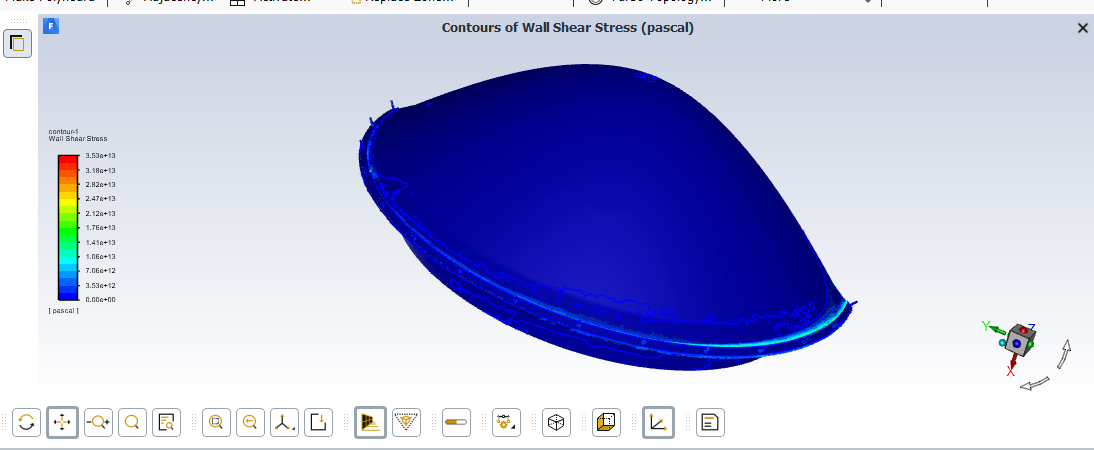 Contours of Wall Shear Stress (pascal)
contour-1
Wall Shear Stress
3.53e+13
3.18e+13
2.82e+13
2.47e+13
2.12e+13
1.76e+13
1.41e+13
1.06e+13
7.06e+12
3.53e+12
0.00e+00
[ pascal ]
Y
Z
X